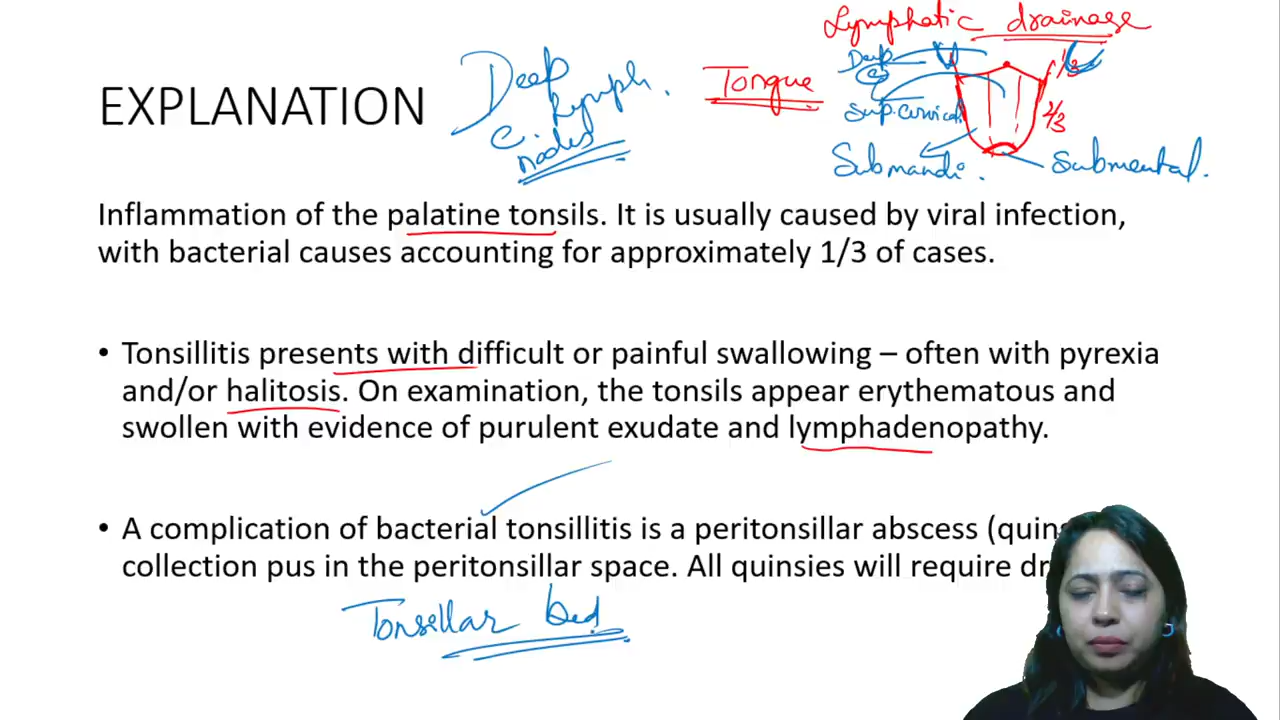 Lymphatic drainage
Deep
Lymph.
C.
nodes
Tongue
Deep
C
1/3
Sup. Cervical
2/3
Submandi.
Submental.
EXPLANATION
Inflammation of the palatine tonsils. It is usually caused by viral infection,
with bacterial causes accounting for approximately 1/3 of cases.
• Tonsillitis presents with difficult or painful swallowing – often with pyrexia
and/or halitosis. On examination, the tonsils appear erythematous and
swollen with evidence of purulent exudate and lymphadenopathy.
• A complication of bacterial tonsillitis is a peritonsillar abscess (quins
collection pus in the peritonsillar space. All quinsies will require dr
Tonsellar bed